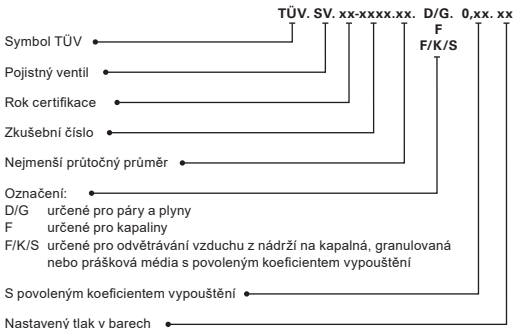 TÜV. SV. xx-xxxx.xx. D/G. 0,xx. xx
F
F/K/S
Symbol TÜV
Pojistný ventil
Rok certifikace
Zkušební číslo
Nejmenší průtočný průměr
Označení:
D/G určené pro páry a plyny
F určené pro kapaliny
F/K/S určené pro odvětrávání vzduchu z nádrží na kapalná, granulovaná
nebo prášková média s povoleným koeficientem vypouštění
S povoleným koeficientem vypouštění
Nastavený tlak v barech